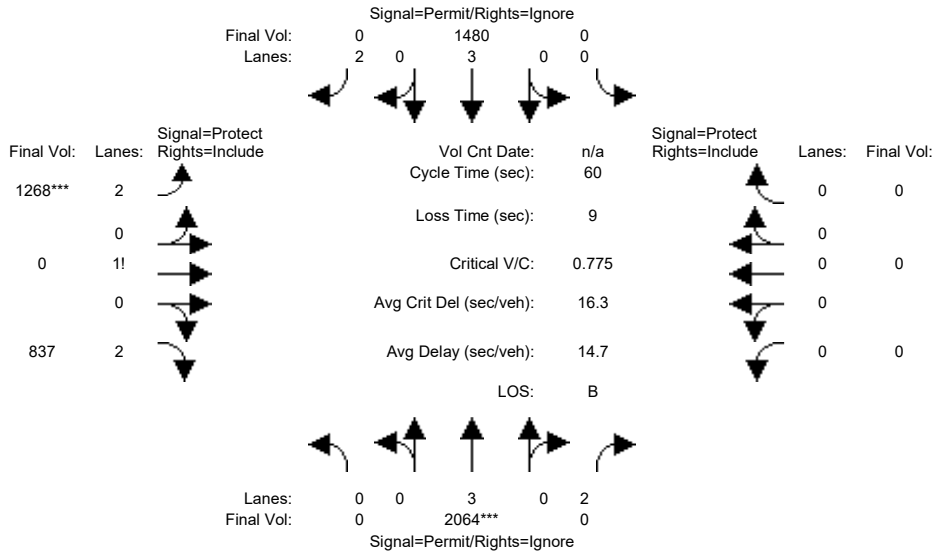 Signal=Permit/Rights=Ignore
Final Vol: 0 1480 0
Lanes: 2 0 3 0 0
Signal=Protect Signal=Protect
Final Vol: Lanes: Rights=Include Vol Cnt Date: n/a Rights=Include Lanes: Final Vol:
Cycle Time (sec): 60
1268*** 2 0 0
Loss Time (sec): 9
0 0
0 1! Critical V/C: 0.775 0 0
0 Avg Crit Del (sec/veh): 16.3 0
837 2 Avg Delay (sec/veh): 14.7 0 0
LOS: B
Lanes: 0 0 3 0 2
Final Vol: 0 2064*** 0
Signal=Permit/Rights=Ignore